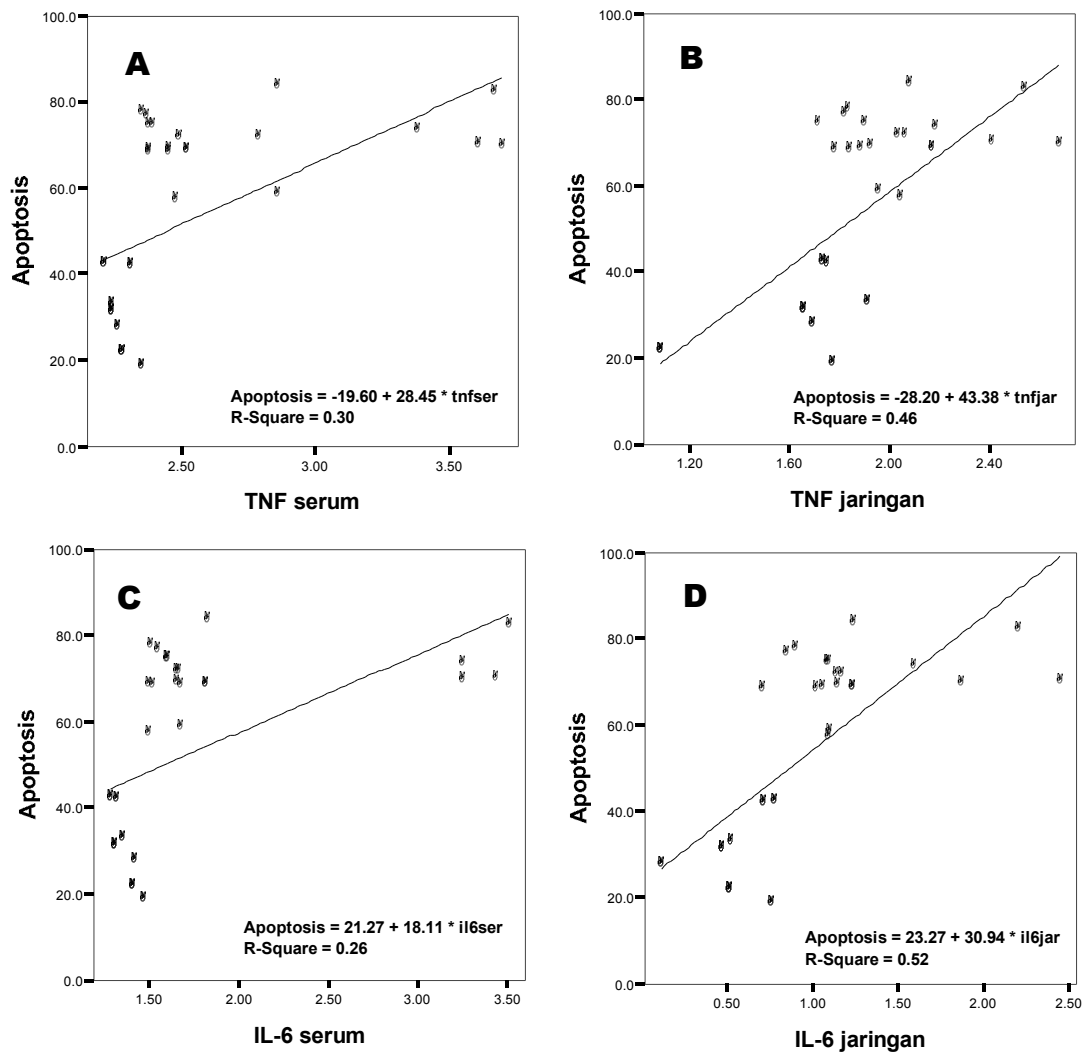 A
100.0
80.0
60.0
40.0
20.0
0.0
Apoptosis
Apoptosis = -19.60 + 28.45 * tnfser
R-Square = 0.30
2.50 3.00 3.50
TNF serum
B
100.0
80.0
60.0
40.0
20.0
0.0
Apoptosis
Apoptosis = -28.20 + 43.38 * tnfjar
R-Square = 0.46
1.20 1.60 2.00 2.40
TNF jaringan
C
100.0
80.0
60.0
40.0
20.0
0.0
Apoptosis
Apoptosis = 21.27 + 18.11 * il6ser
R-Square = 0.26
1.50 2.00 2.50 3.00 3.50
IL-6 serum
D
100.0
80.0
60.0
40.0
20.0
0.0
Apoptosis
Apoptosis = 23.27 + 30.94 * il6jar
R-Square = 0.52
0.50 1.00 1.50 2.00 2.50
IL-6 jaringan